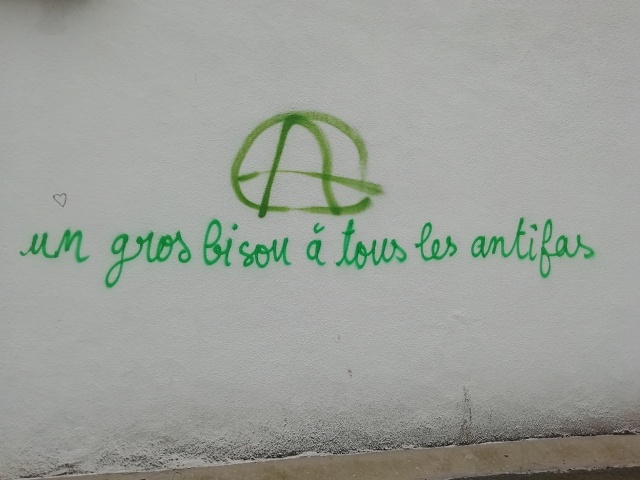 A
un gros bisou à tous les antifas